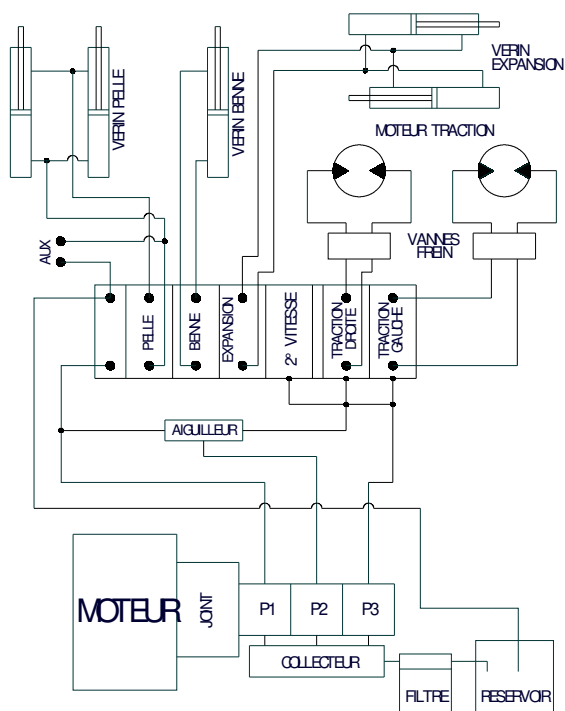 VERIN PELLE
VERIN BENNE
VERIN
EXPANSION
MOTEUR TRACTION
VANNES
FREIN
AUX
PELLE
BENNE
EXPANSION
2° VITESSE
TRACTION
DROITE
TRACTION
GAUCHE
AIGUILLEUR
MOTEUR
JOINT
P1
P2
P3
COLLECTEUR
FILTRE
RESERVOIR